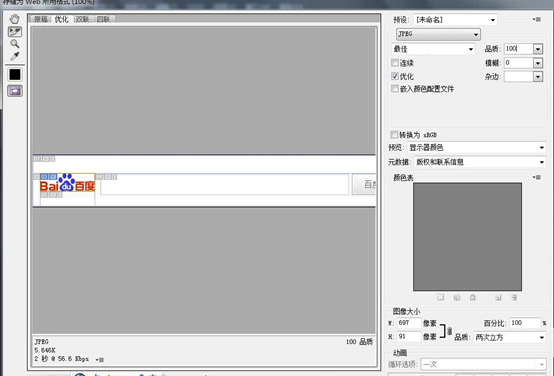 存储为 Web 所用格式 (100%)
原稿 优化 双联 四联
预设: [未命名]
JPEG
最佳 品质: 100
连续 模糊: 0
优化 杂边:
嵌入颜色配置文件
转换为 sRGB
预览: 显示器颜色
元数据: 版权和联系信息
颜色表
Bai du 百度
百度
图像大小
W: 697 像素 百分比: 100 %
H: 91 像素 品质: 两次立方
动画
循环选项: 一次
JPEG 100 品质
5.646K
2 秒 @ 56.6 Kbps